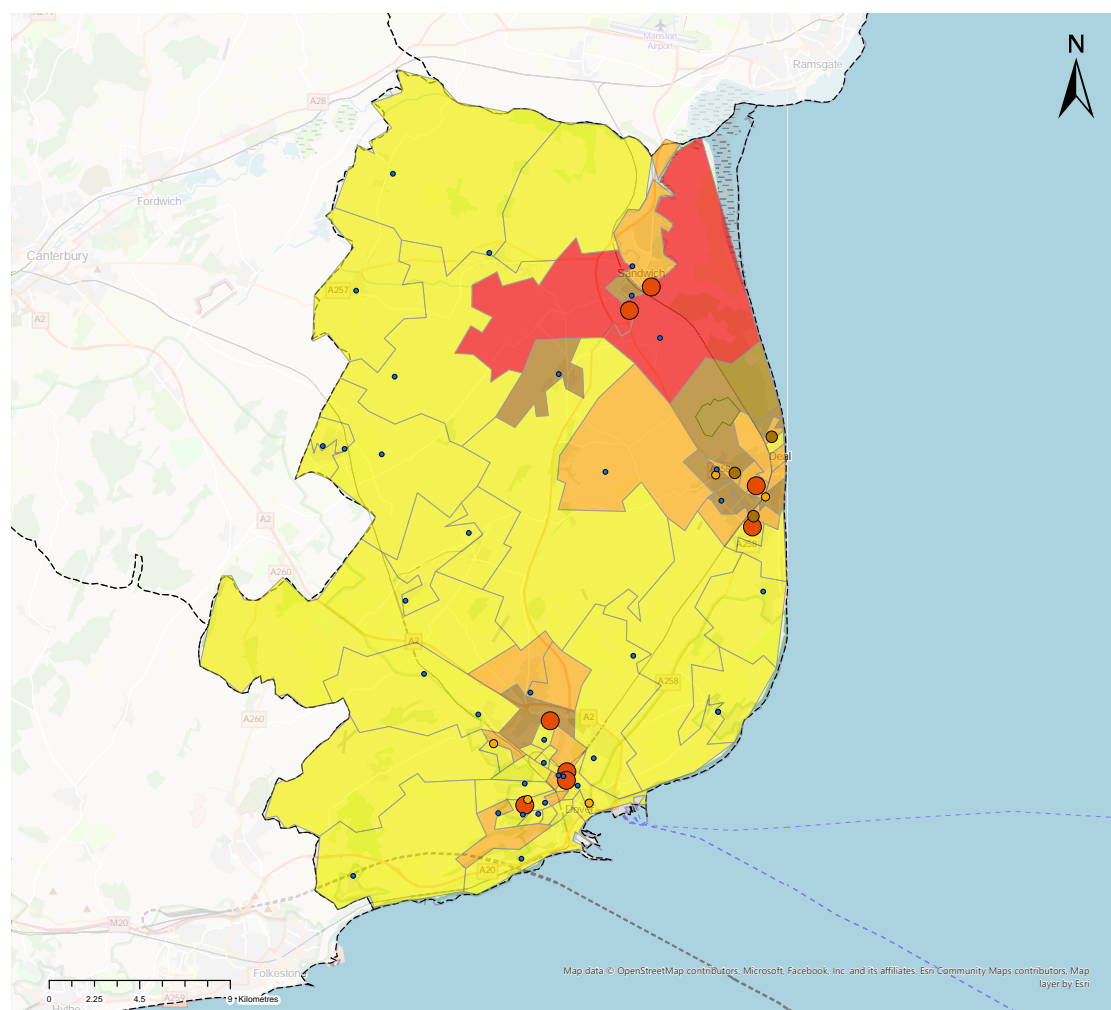 Manston
Airport
N
Ramsgate
A28
Fordwich
Canterbury
A257
Sandwich
A2
Deal
A258
A2
A260
A2
A258
A260
A2
Dover
A20
M20
Folkeston
Map data © OpenStreetMap contributors, Microsoft, Facebook, Inc. and its affiliates, Esri Community Maps contributors, Map
layer by Esri
0 2.25 4.5 9 Kilometres
A259
Hythe